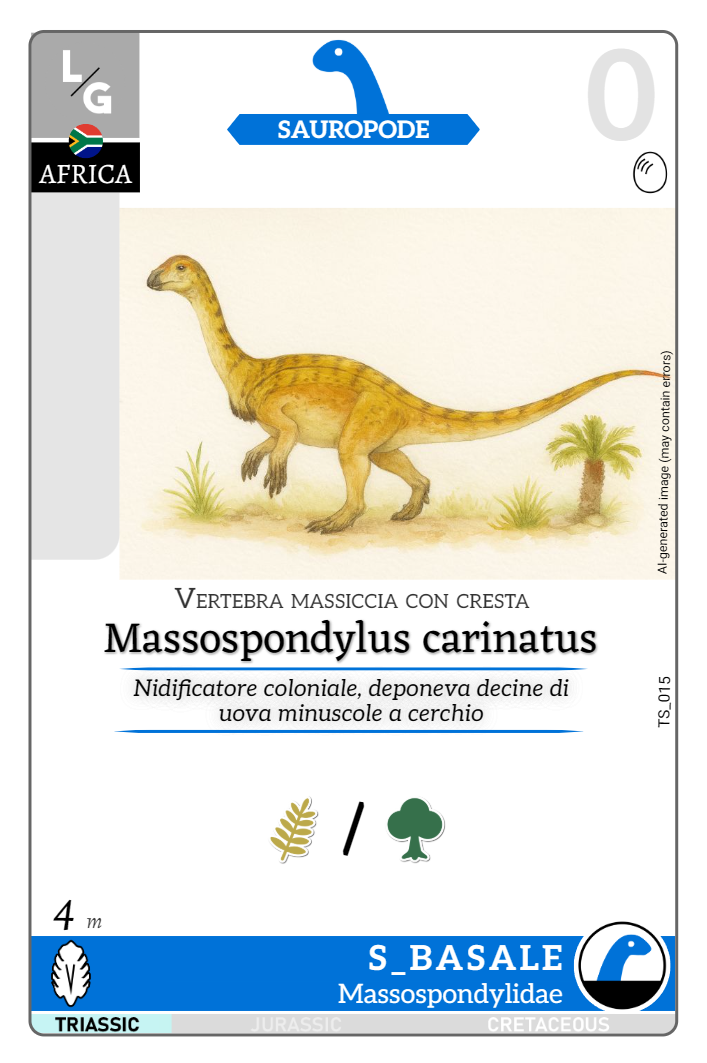 L/G
0
SAUROPODE
AFRICA
AI-generated image (may contain errors)
VERTEBRA MASSICCIA CON CRESTA
Massospondylus carinatus
Nidificatore coloniale, deponeva decine di
uova minuscole a cerchio
TS_015
/
4 m
S_BASALE
Massospondylidae
TRIASSIC JURASSIC CRETACEOUS